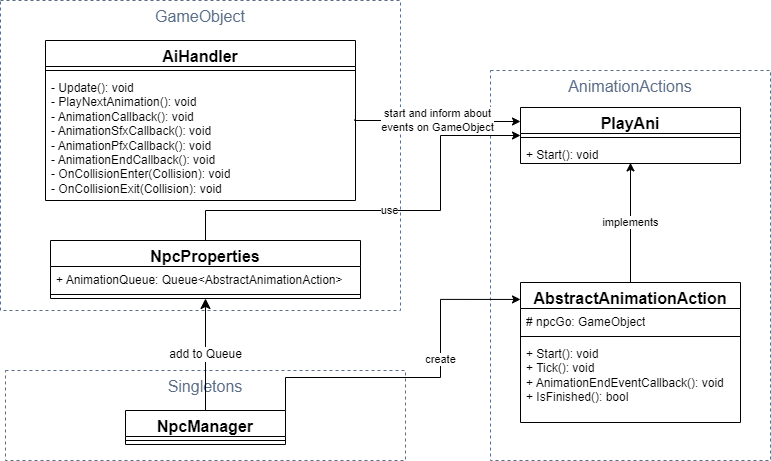 GameObject
AiHandler
- Update(): void
- PlayNextAnimation(): void
- AnimationCallback(): void
- AnimationSfxCallback(): void
- AnimationPfxCallback(): void
- AnimationEndCallback(): void
- OnCollisionEnter(Collision): void
- OnCollisionExit(Collision): void
start and inform about
events on GameObject
AnimationActions
PlayAni
+ Start(): void
use
implements
NpcProperties
+ AnimationQueue: Queue<AbstractAnimationAction>
add to Queue
create
AbstractAnimationAction
# npcGo: GameObject
+ Start(): void
+ Tick(): void
+ AnimationEndEventCallback(): void
+ IsFinished(): bool
Singletons
NpcManager